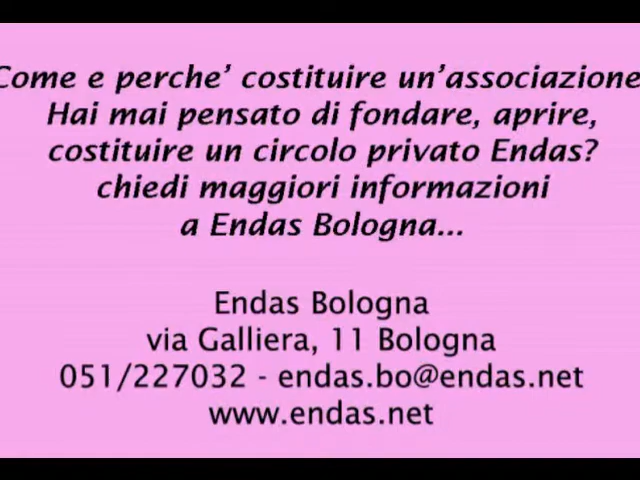 Come e perche' costituire un'associazione
Hai mai pensato di fondare, aprire,
costituire un circolo privato Endas?
chiedi maggiori informazioni
a Endas Bologna...
Endas Bologna
via Galliera, 11 Bologna
051/227032 - endas.bo@endas.net
www.endas.net